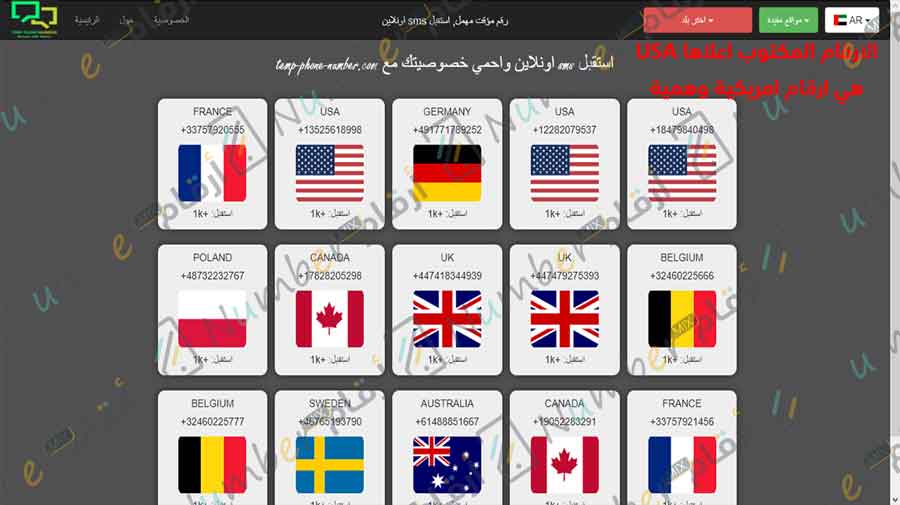 AR
مواقع مفيدة
اختر بلد
رقم مؤقت مهمل, استقبل sms اونلاين
الخصوصية
حول
الرئيسية
الارقام المكتوب اعلاها USA
هي ارقام امريكية وهمية
استقبل sms اونلاين واحمي خصوصيتك مع temp-phone-number.com
FRANCE
+33757920555
استقبل: +1k
USA
+13525618998
استقبل: +1k
GERMANY
+491771789252
استقبل: +1k
USA
+12282079537
استقبل: +1k
USA
+18479840498
استقبل: +1k
POLAND
+48732232767
استقبل: +1k
CANADA
+17828205298
استقبل: +1k
UK
+447418344939
استقبل: +1k
UK
+447479275393
استقبل: +1k
BELGIUM
+32460225666
استقبل: +1k
BELGIUM
+32460225777
SWEDEN
+46765193790
AUSTRALIA
+61488851667
CANADA
+19052283291
FRANCE
+33757921456